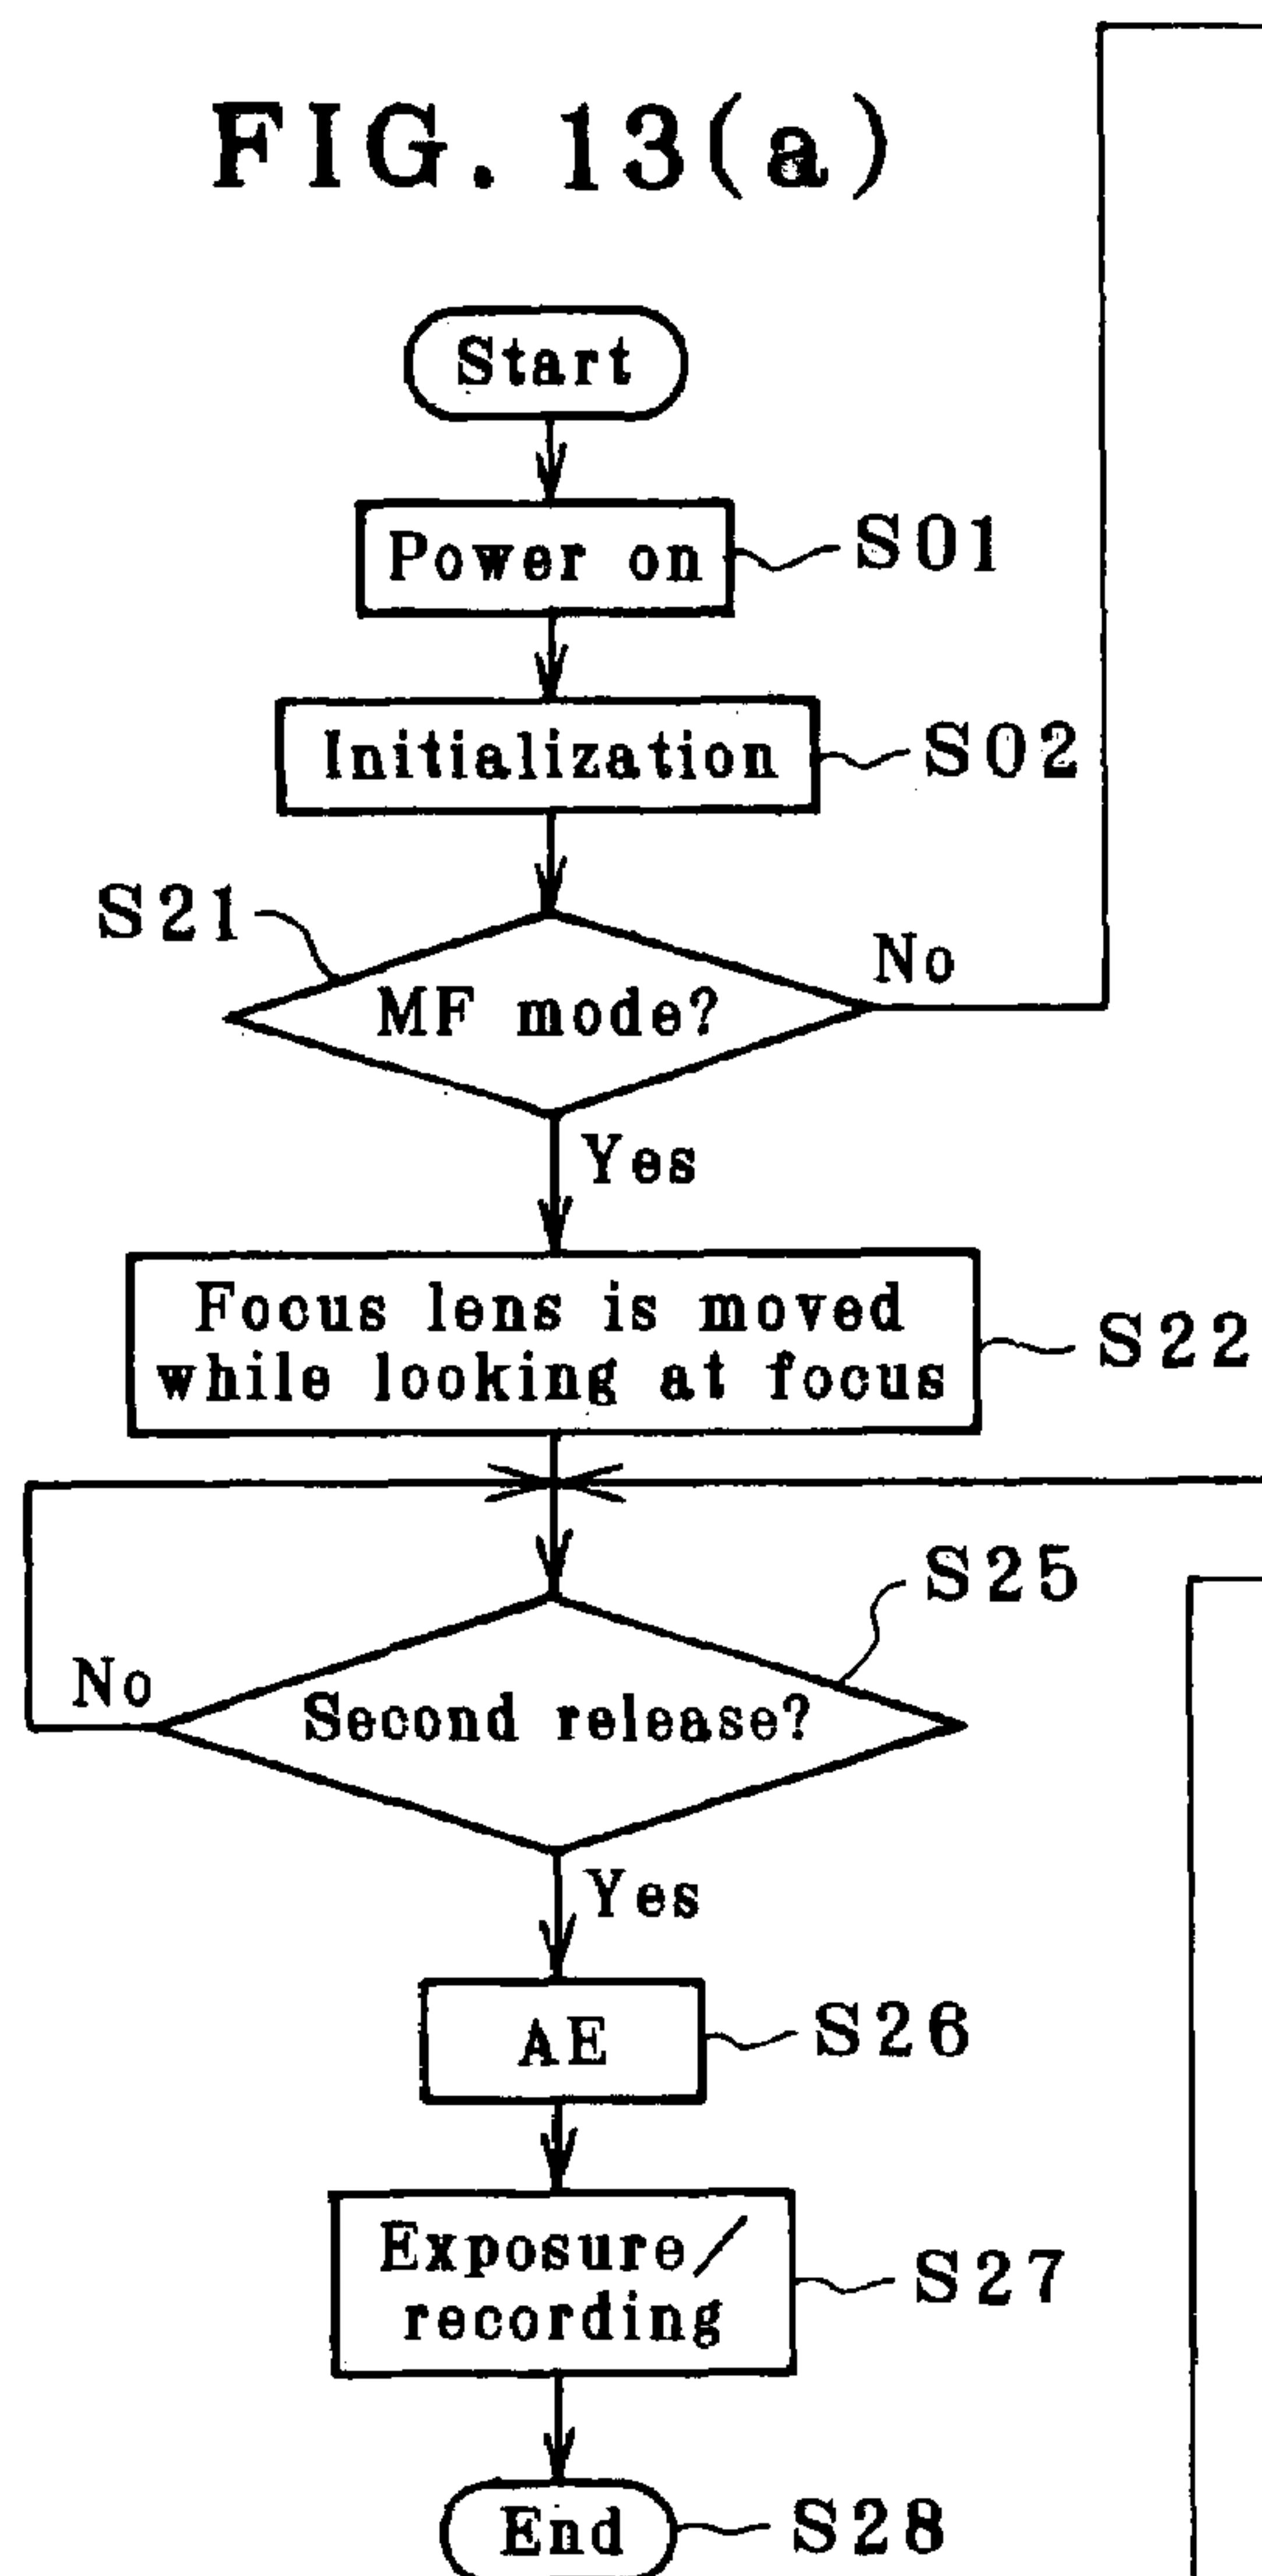 FIG. 13(a)
Start
Power on
S01
Initialization
S02
S21
MF mode?
No
Yes
Focus lens is moved
while looking at focus
S22
S25
No
Second release?
Yes
AE
S26
Exposure/
recording
S27
End
S28